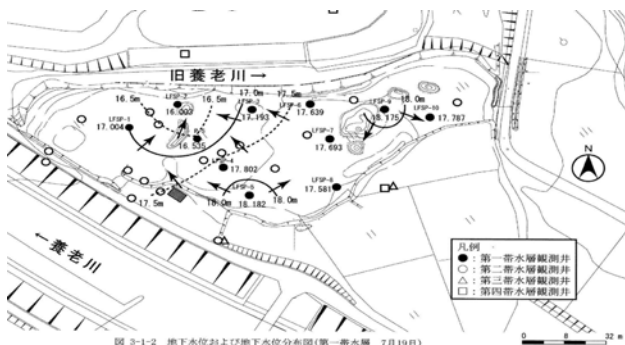 旧養老川→
16.5m
16.5m
17.0m
17.5m
18.0m
LFSP-1
17.004
LFSP-2
16.535
17.193
LFSP-6
17.639
LFSP-7
17.693
LFSP-9
18.175
LFSP-10
17.787
LFSP-4
17.802
LFSP-5
18.182
18.0m
18.0m
LFSP-8
17.581
17.5m
←養老川
N
凡例
●：第一帯水層観測井
○：第二帯水層観測井
△：第三帯水層観測井
□：第四帯水層観測井
0 8 32 m
図 3-1-2 地下水位および地下水位分布図(第一帯水層 7月19日)